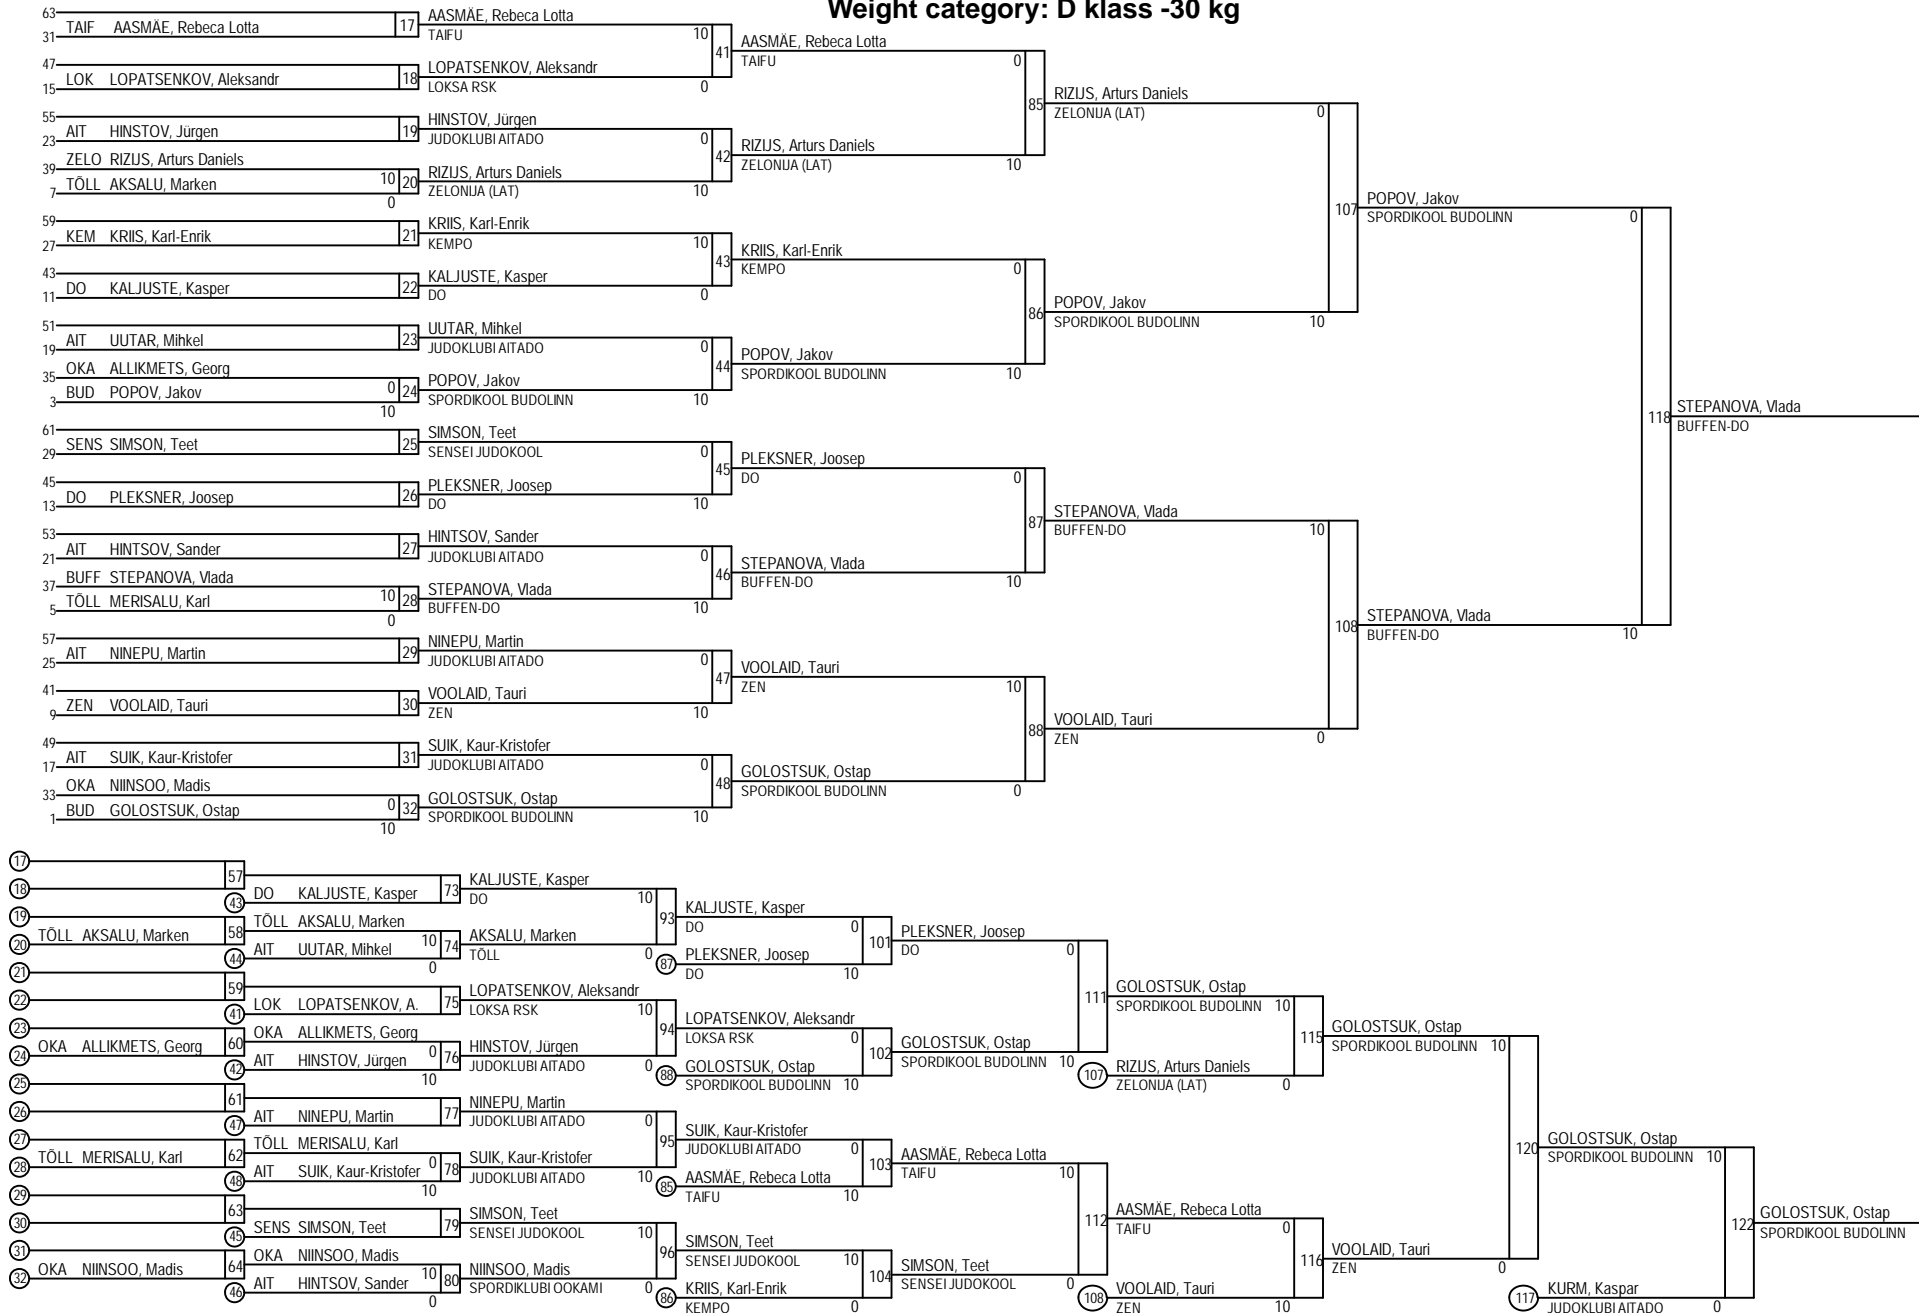 Weight category: D klass -30 kg
63
31 TAIF AASMÄE, Rebeca Lotta 17
AASMÄE, Rebeca Lotta
TAIFU 10
47
15 LOK LOPATSENKOV, Aleksandr 18
LOPATSENKOV, Aleksandr
LOKSA RSK 0
41 AASMÄE, Rebeca Lotta
TAIFU 0
55
23 AIT HINSTOV, Jürgen 19
HINSTOV, Jürgen
JUDOKLUBI AITADO 0
39 ZELO RIZIJS, Arturs Daniels 10
7 TÕLL AKSALU, Marken 0
20 RIZIJS, Arturs Daniels
ZELONIJA (LAT) 10
42 RIZIJS, Arturs Daniels
ZELONIJA (LAT) 10
85 RIZIJS, Arturs Daniels
ZELONIJA (LAT) 0
59
27 KEM KRIIS, Karl-Enrik 21
KRIIS, Karl-Enrik
KEMPO 10
43
11 DO KALJUSTE, Kasper 22
KALJUSTE, Kasper
DO 0
43 KRIIS, Karl-Enrik
KEMPO 0
51
19 AIT UUTAR, Mihkel 23
UUTAR, Mihkel
JUDOKLUBI AITADO 0
35 OKA ALLIKMETS, Georg 0
3 BUD POPOV, Jakov 10
24 POPOV, Jakov
SPORDIKOOL BUDOLINN 10
44 POPOV, Jakov
SPORDIKOOL BUDOLINN 10
86 POPOV, Jakov
SPORDIKOOL BUDOLINN 10
107 POPOV, Jakov
SPORDIKOOL BUDOLINN 0
61
29 SENS SIMSON, Teet 25
SIMSON, Teet
SENSEI JUDOKOOL 0
45
13 DO PLEKSNER, Joosep 26
PLEKSNER, Joosep
DO 10
45 PLEKSNER, Joosep
DO 0
53
21 AIT HINTSOV, Sander 27
HINTSOV, Sander
JUDOKLUBI AITADO 0
37 BUFF STEPANOVA, Vlada 10
5 TÕLL MERISALU, Karl 0
28 STEPANOVA, Vlada
BUFFEN-DO 10
46 STEPANOVA, Vlada
BUFFEN-DO 10
87 STEPANOVA, Vlada
BUFFEN-DO 10
57
25 AIT NINEPU, Martin 29
NINEPU, Martin
JUDOKLUBI AITADO 0
41
9 ZEN VOOLAID, Tauri 30
VOOLAID, Tauri
ZEN 10
47 VOOLAID, Tauri
ZEN 10
49
17 AIT SUIK, Kaur-Kristofer 31
SUIK, Kaur-Kristofer
JUDOKLUBI AITADO 0
33 OKA NIINSOO, Madis 0
1 BUD GOLOSTSUK, Ostap 10
32 GOLOSTSUK, Ostap
SPORDIKOOL BUDOLINN 10
48 GOLOSTSUK, Ostap
SPORDIKOOL BUDOLINN 0
88 VOOLAID, Tauri
ZEN 0
108 STEPANOVA, Vlada
BUFFEN-DO 10
118 STEPANOVA, Vlada
BUFFEN-DO
17
18
57
43 DO KALJUSTE, Kasper
73 KALJUSTE, Kasper
DO 10
19
20 TÕLL AKSALU, Marken
58 TÕLL AKSALU, Marken 10
44 AIT UUTAR, Mihkel 0
74 AKSALU, Marken
TÕLL 0
93 KALJUSTE, Kasper
DO 0
87 PLEKSNER, Joosep
DO 10
101 PLEKSNER, Joosep
DO 0
21
22
59
41 LOK LOPATSENKOV, A.
75 LOPATSENKOV, Aleksandr
LOKSA RSK 10
23
24 OKA ALLIKMETS, Georg
60 OKA ALLIKMETS, Georg 0
42 AIT HINSTOV, Jürgen 10
76 HINSTOV, Jürgen
JUDOKLUBI AITADO 0
94 LOPATSENKOV, Aleksandr
LOKSA RSK 0
88 GOLOSTSUK, Ostap
SPORDIKOOL BUDOLINN 10
102 GOLOSTSUK, Ostap
SPORDIKOOL BUDOLINN 10
111 GOLOSTSUK, Ostap
SPORDIKOOL BUDOLINN 10
107 RIZIJS, Arturs Daniels
ZELONIJA (LAT) 0
115 GOLOSTSUK, Ostap
SPORDIKOOL BUDOLINN 10
25
26
61
47 AIT NINEPU, Martin
77 NINEPU, Martin
JUDOKLUBI AITADO 0
27
28 TÕLL MERISALU, Karl
62 TÕLL MERISALU, Karl 0
48 AIT SUIK, Kaur-Kristofer 10
78 SUIK, Kaur-Kristofer
JUDOKLUBI AITADO 10
95 SUIK, Kaur-Kristofer
JUDOKLUBI AITADO 0
85 AASMÄE, Rebeca Lotta
TAIFU 10
103 AASMÄE, Rebeca Lotta
TAIFU 10
29
30
63
45 SENS SIMSON, Teet
79 SIMSON, Teet
SENSEI JUDOKOOL 10
31
32 OKA NIINSOO, Madis
64 OKA NIINSOO, Madis 10
46 AIT HINTSOV, Sander 0
80 NIINSOO, Madis
SPORDIKLUBI OOKAMI 0
96 SIMSON, Teet
SENSEI JUDOKOOL 10
86 KRIIS, Karl-Enrik
KEMPO 0
104 SIMSON, Teet
SENSEI JUDOKOOL 0
112 AASMÄE, Rebeca Lotta
TAIFU 0
108 VOOLAID, Tauri
ZEN 10
116 VOOLAID, Tauri
ZEN 0
120 GOLOSTSUK, Ostap
SPORDIKOOL BUDOLINN 10
117 KURM, Kaspar
JUDOKLUBI AITADO 0
122 GOLOSTSUK, Ostap
SPORDIKOOL BUDOLINN